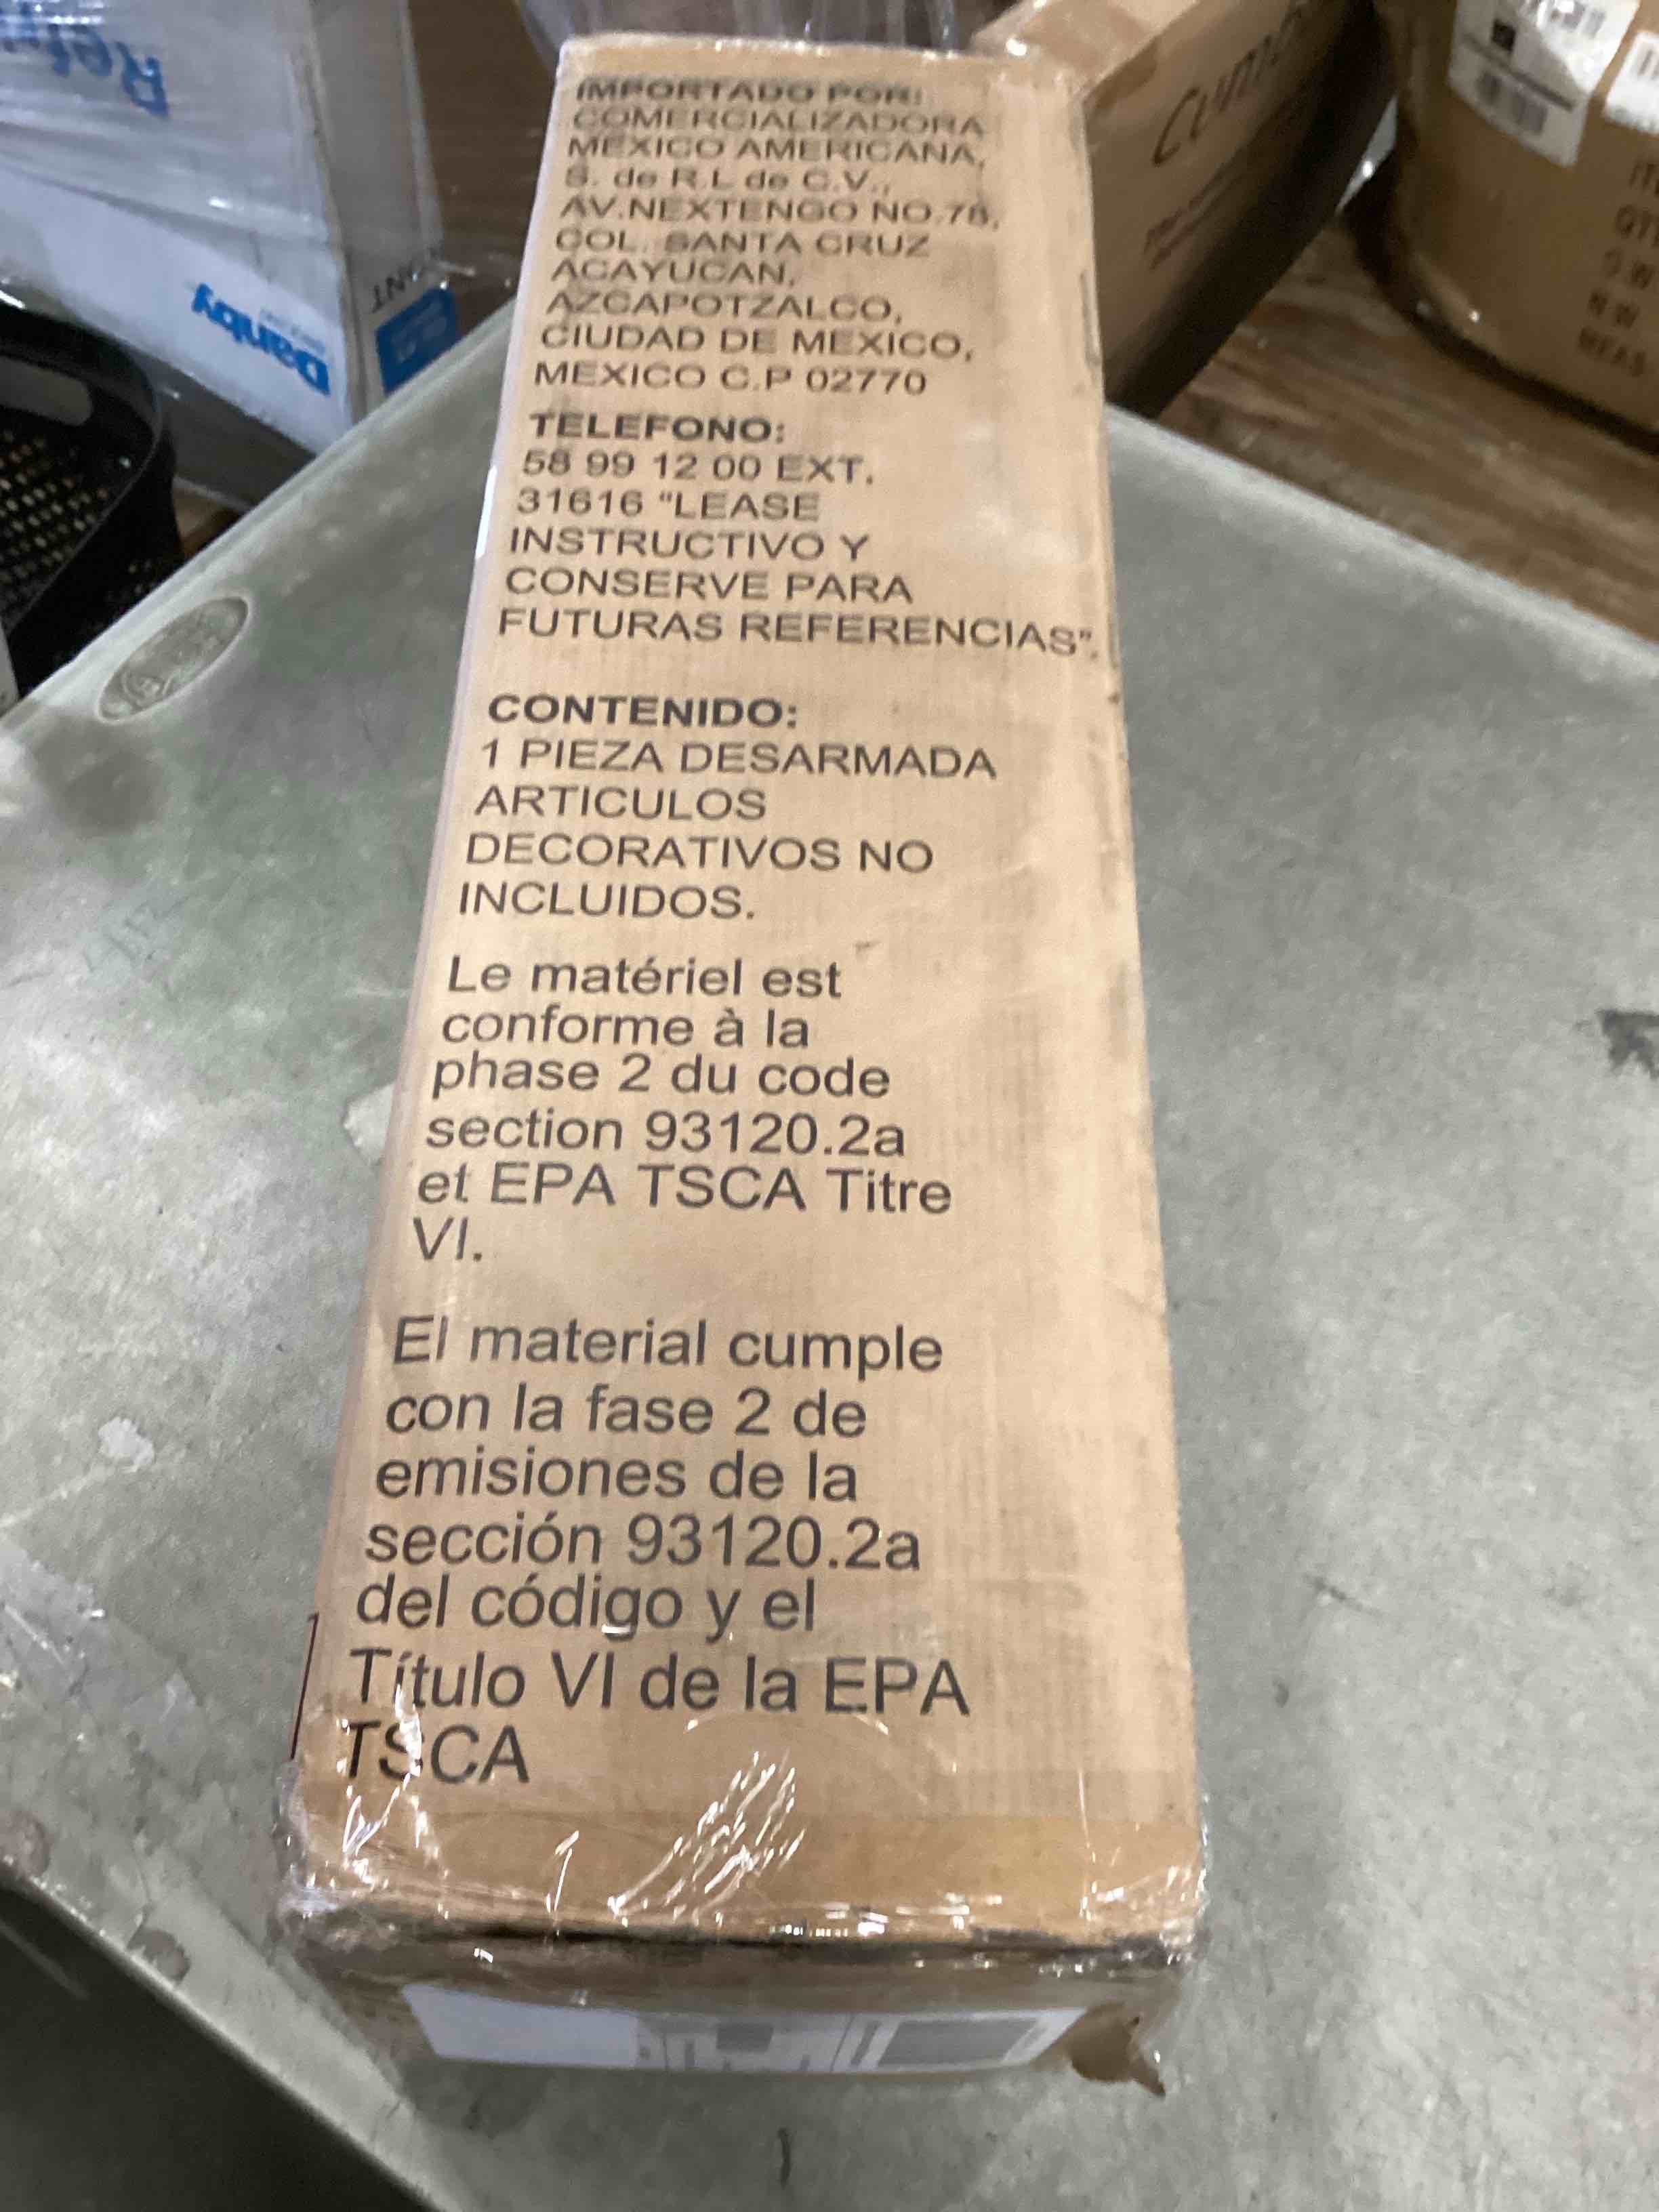 IMPORTADO POR:
COMERCIALIZADORA
MEXICO AMERICANA,
S. de R.L de C.V.,
AV.NEXTENGO NO.78,
COL. SANTA CRUZ
ACAYUCAN,
AZCAPOTZALCO,
CIUDAD DE MEXICO,
MEXICO C.P 02770
TELEFONO:
58 99 12 00 EXT.
31616 "LEASE
INSTRUCTIVO Y
CONSERVE PARA
FUTURAS REFERENCIAS".
CONTENIDO:
1 PIEZA DESARMADA
ARTICULOS
DECORATIVOS NO
INCLUIDOS.
Le matériel est
conforme à la
phase 2 du code
section 93120.2a
et EPA TSCA Titre
VI.
El material cumple
con la fase 2 de
emisiones de la
sección 93120.2a
del código y el
Título VI de la EPA
TSCA
Danby